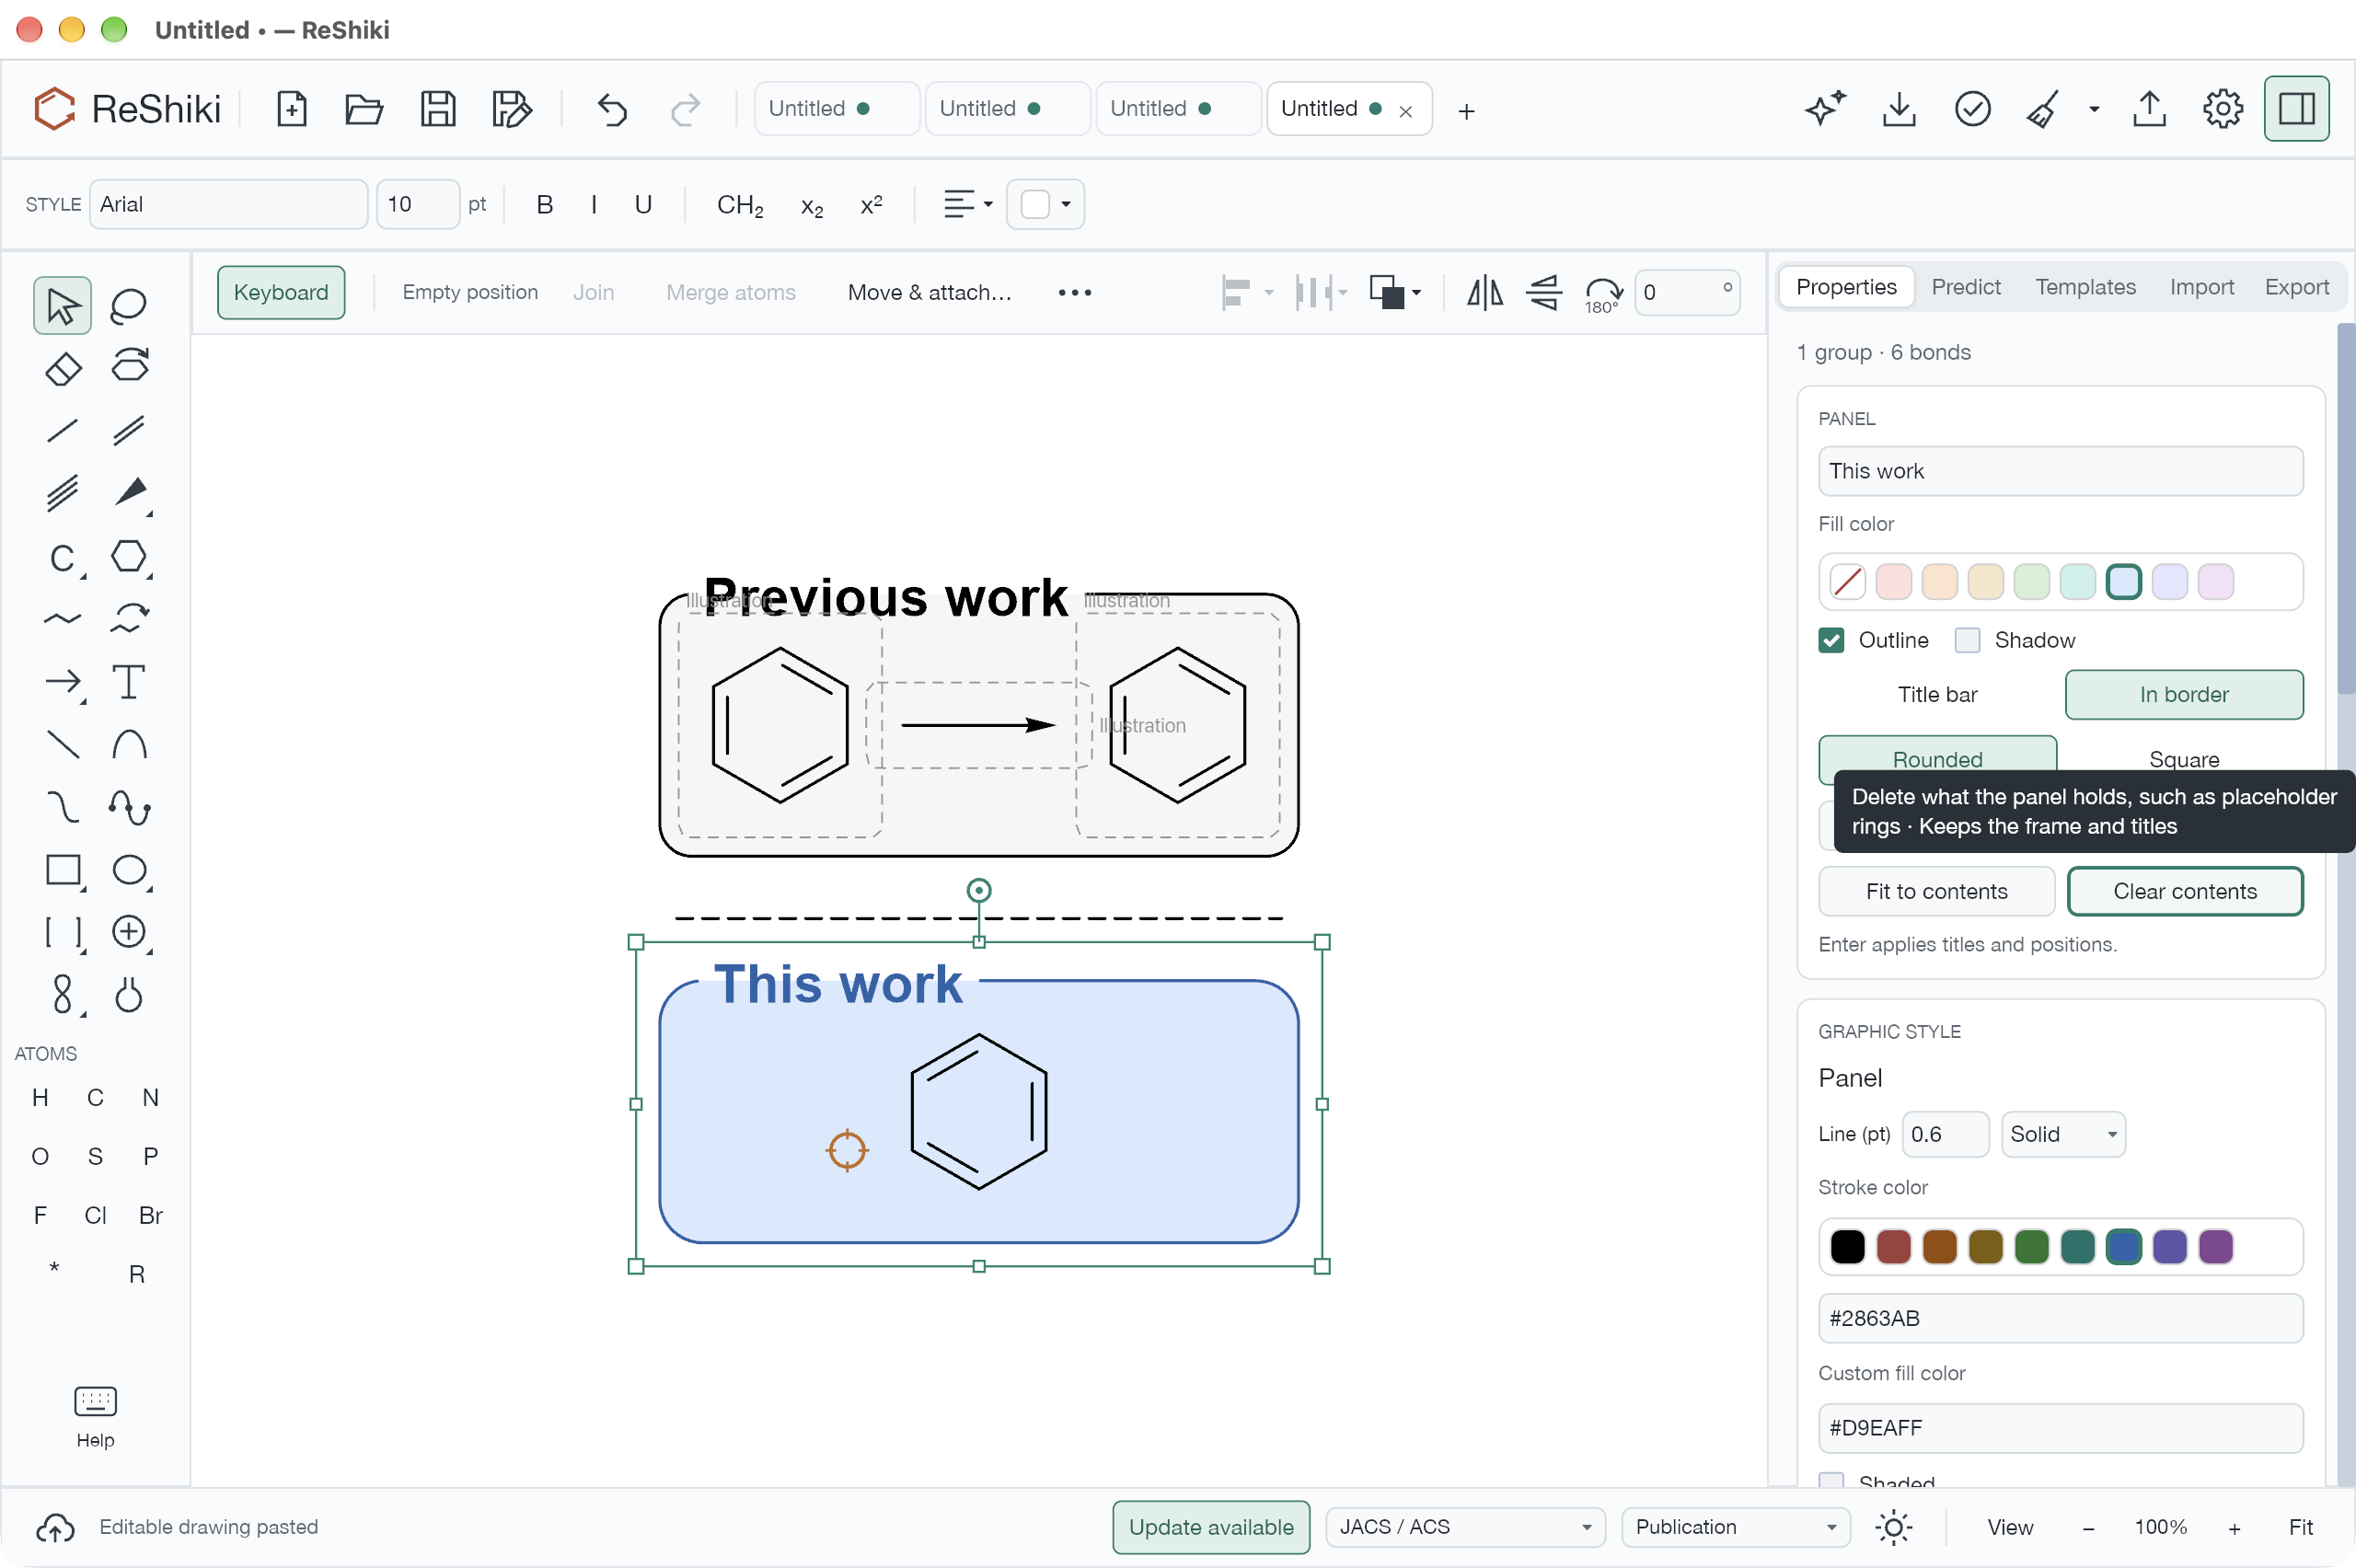 Untitled • — ReShiki
ReShiki
Untitled
Untitled
Untitled
Untitled
STYLE Arial 10 pt B I U CH₂ x₂ x²
Keyboard Empty position Join Merge atoms Move & attach... 180° 0 °
Properties Predict Templates Import Export
1 group · 6 bonds
PANEL
This work
Fill color
Outline Shadow
Title bar In border
Rounded Square
Delete what the panel holds, such as placeholder
rings · Keeps the frame and titles
Fit to contents Clear contents
Enter applies titles and positions.
GRAPHIC STYLE
Panel
Line (pt) 0.6 Solid
Stroke color
#2863AB
Custom fill color
#D9EAFF
Shaded
C
T
ATOMS
H C N
O S P
F Cl Br
* R
Help
Previous work
Illustration
Illustration
Illustration
This work
Editable drawing pasted
Update available JACS / ACS Publication View − 100% + Fit